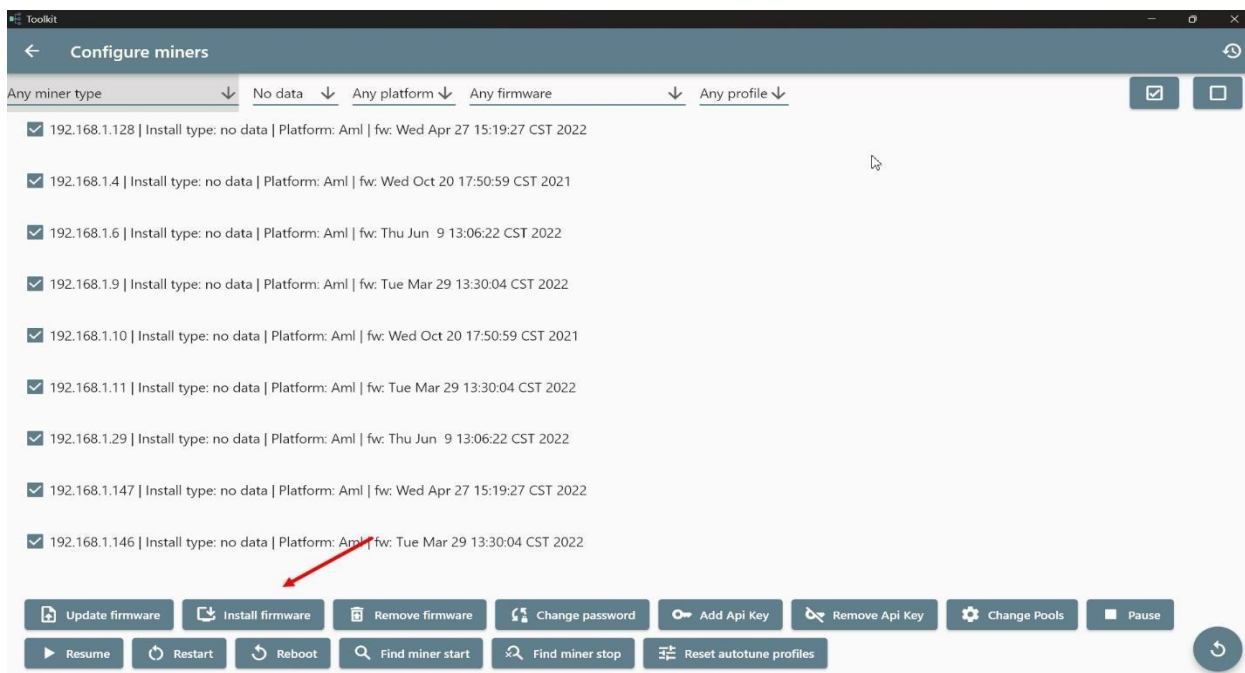 Toolkit
Configure miners
Any miner type No data Any platform Any firmware Any profile
192.168.1.128 | Install type: no data | Platform: Aml | fw: Wed Apr 27 15:19:27 CST 2022
192.168.1.4 | Install type: no data | Platform: Aml | fw: Wed Oct 20 17:50:59 CST 2021
192.168.1.6 | Install type: no data | Platform: Aml | fw: Thu Jun  9 13:06:22 CST 2022
192.168.1.9 | Install type: no data | Platform: Aml | fw: Tue Mar 29 13:30:04 CST 2022
192.168.1.10 | Install type: no data | Platform: Aml | fw: Wed Oct 20 17:50:59 CST 2021
192.168.1.11 | Install type: no data | Platform: Aml | fw: Tue Mar 29 13:30:04 CST 2022
192.168.1.29 | Install type: no data | Platform: Aml | fw: Thu Jun  9 13:06:22 CST 2022
192.168.1.147 | Install type: no data | Platform: Aml | fw: Wed Apr 27 15:19:27 CST 2022
192.168.1.146 | Install type: no data | Platform: Aml | fw: Tue Mar 29 13:30:04 CST 2022
Update firmware Install firmware Remove firmware Change password Add Api Key Remove Api Key Change Pools Pause
Resume Restart Reboot Find miner start Find miner stop Reset autotune profiles